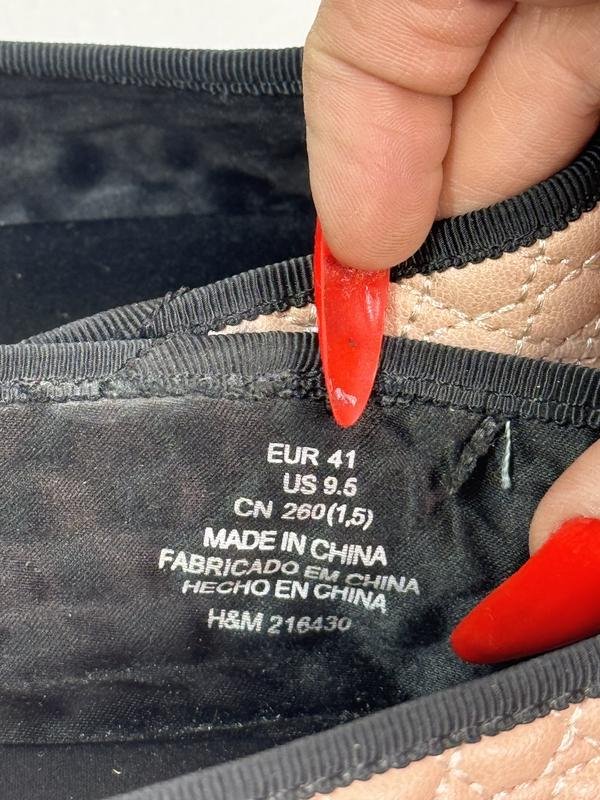 EUR 41
US 9.5
CN 260(1,5)
MADE IN CHINA
FABRICADO EM CHINA
HECHO EN CHINA
H&M 216430